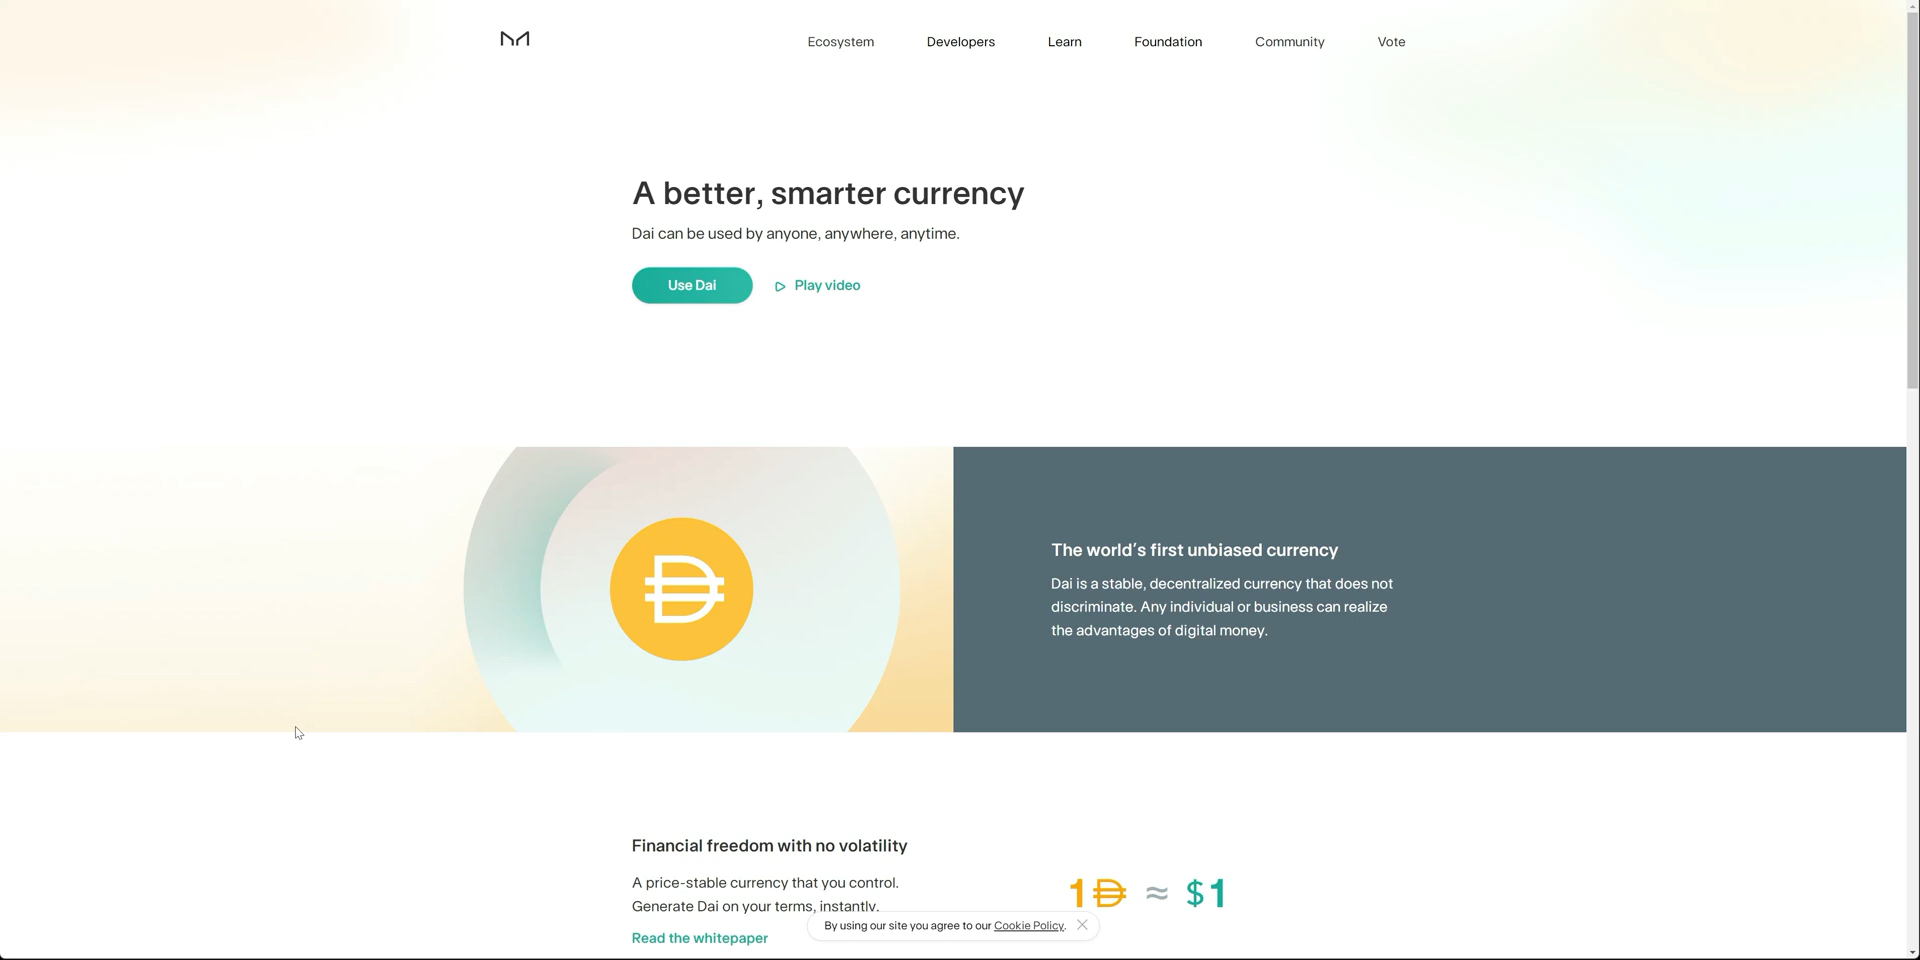 Ecosystem Developers Learn Foundation Community Vote
A better, smarter currency
Dai can be used by anyone, anywhere, anytime.
Use Dai Play video
The world's first unbiased currency
Dai is a stable, decentralized currency that does not
discriminate. Any individual or business can realize
the advantages of digital money.
Financial freedom with no volatility
A price-stable currency that you control.
Generate Dai on your terms, instantly.
Read the whitepaper
1 ≈ $1
By using our site you agree to our Cookie Policy.